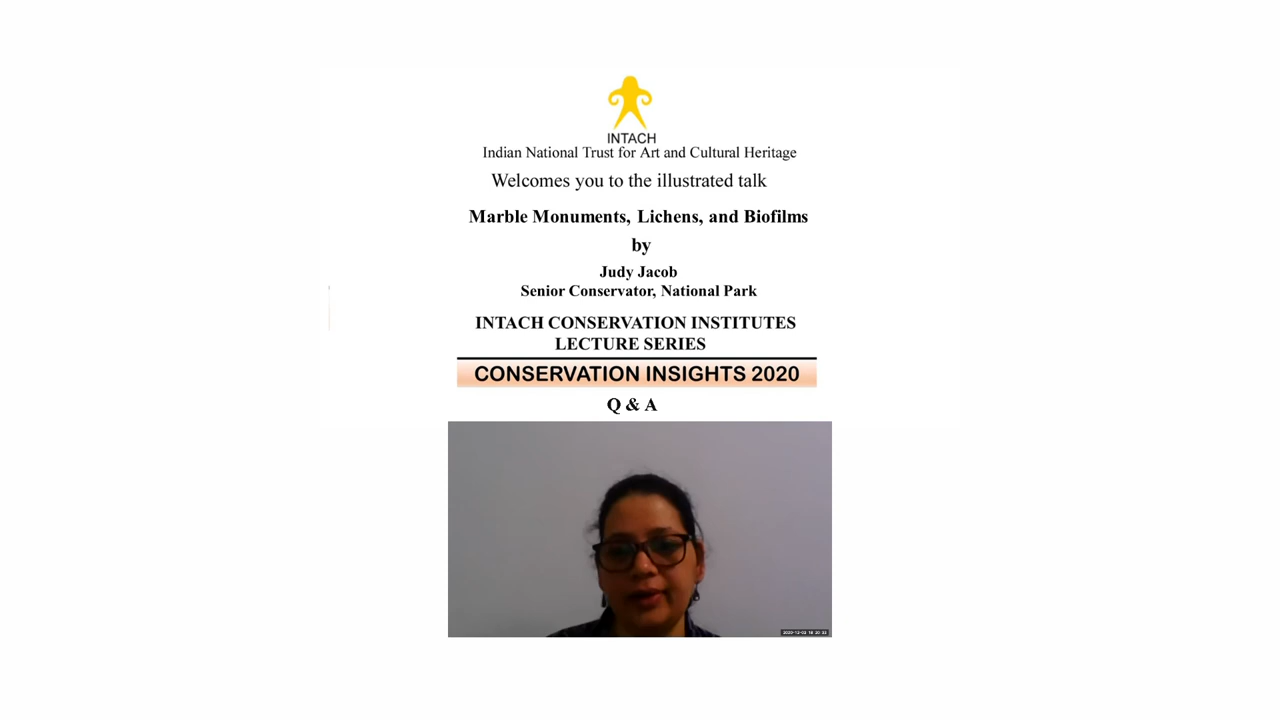 INTACH
Indian National Trust for Art and Cultural Heritage
Welcomes you to the illustrated talk
Marble Monuments, Lichens, and Biofilms
by
Judy Jacob
Senior Conservator, National Park
INTACH CONSERVATION INSTITUTES
LECTURE SERIES
CONSERVATION INSIGHTS 2020
Q & A